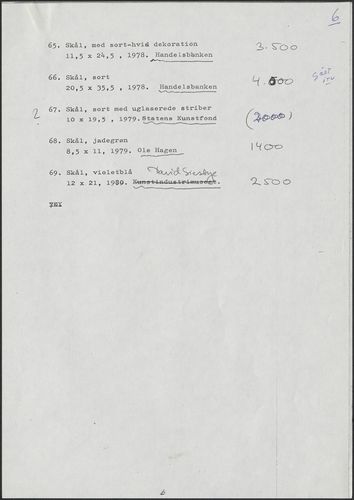 6
65. Skål, med sort-hvid dekoration 3.500
11,5 x 24,5 , 1978. Handelsbanken
66. Skål, sort 4.500
20,5 x 35,5 , 1978. Handelsbanken
67. Skål, sort med uglaserede striber (2000)
? 10 x 19,5 , 1979. Statens Kunstfond
68. Skål, jadegrøn 1400
8,5 x 11, 1979. Ole Hagen
69. Skål, violetblå David
12 x 21, 1980. Kunstindustrimuseet. 2500
6